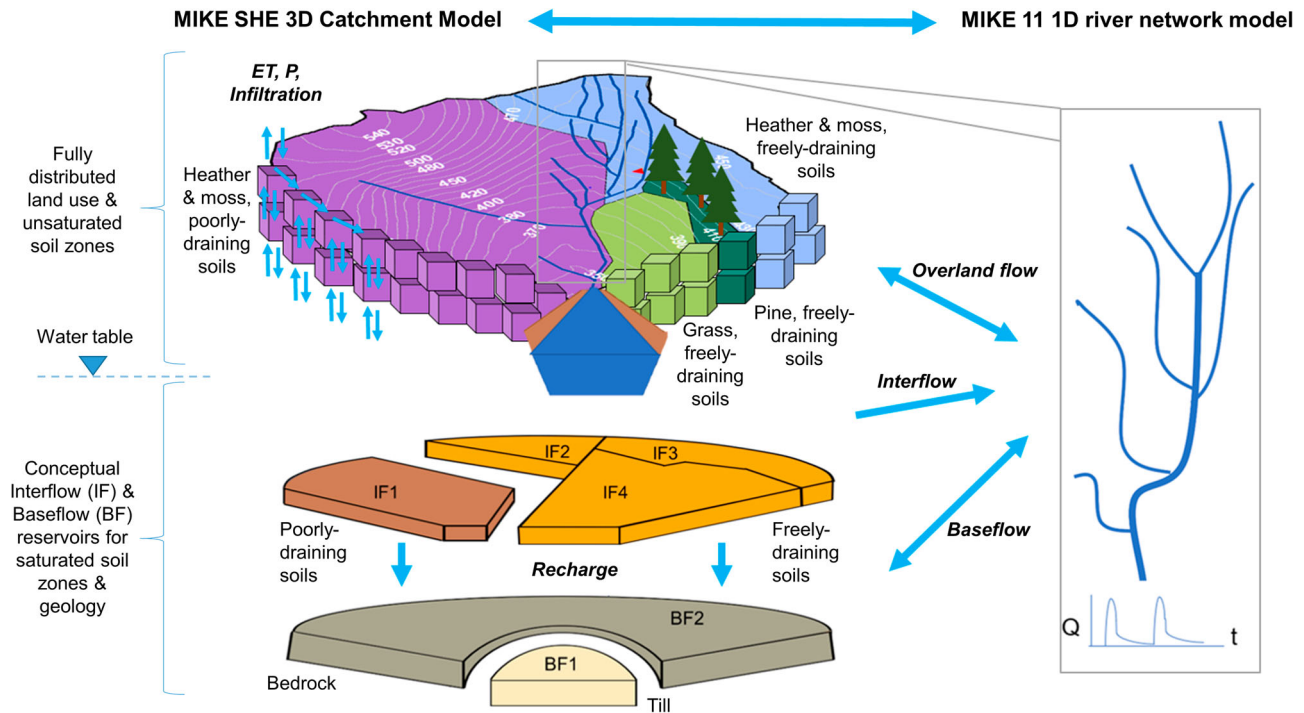 MIKE SHE 3D Catchment Model
MIKE 11 1D river network model
ET, P,
Infiltration
Fully
distributed
land use &
unsaturated
soil zones
Heather
& moss,
poorly-
draining
soils
540
520
500
480
450
420
400
380
370
390
470
Heather & moss,
freely-draining
soils
Pine, freely-
draining
soils
Grass,
freely-
draining
soils
Overland flow
Water table
Interflow
Conceptual
Interflow (IF) &
Baseflow (BF)
reservoirs for
saturated soil
zones &
geology
IF1
IF2
IF3
IF4
Poorly-
draining
soils
Recharge
Freely-
draining
soils
Baseflow
BF2
BF1
Bedrock
Till
Q
t